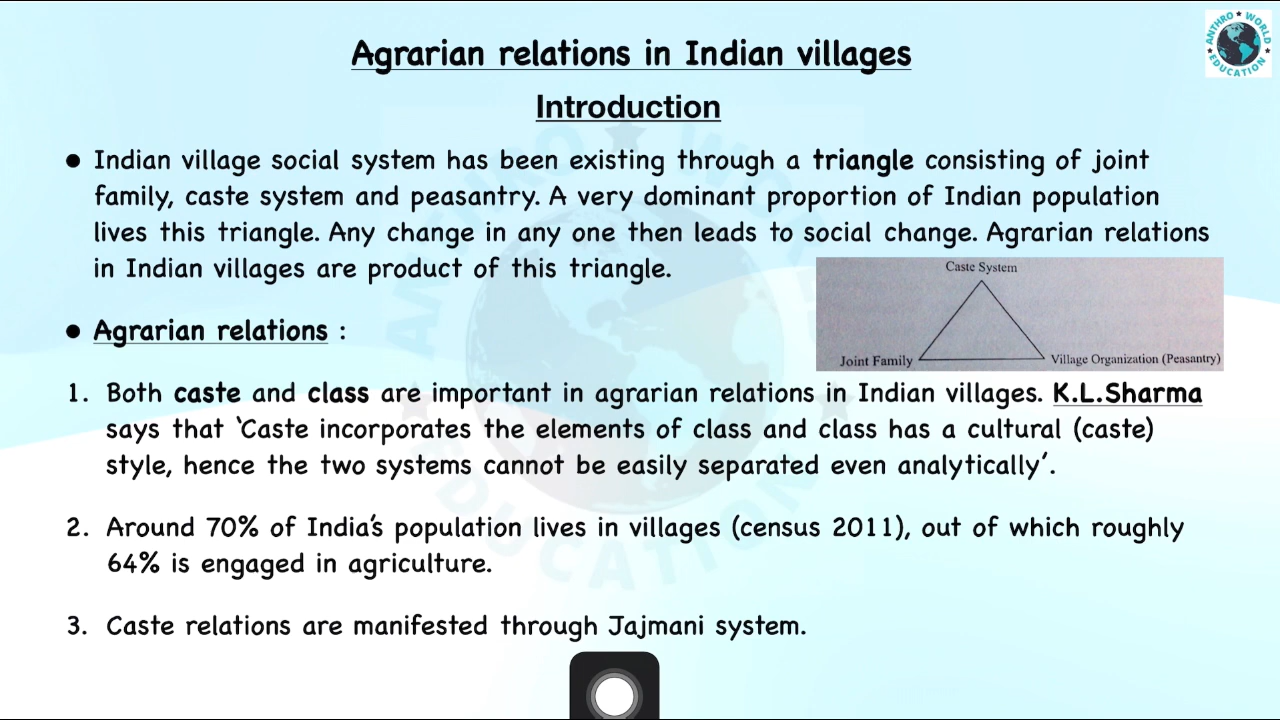 Agrarian relations in Indian villages
ANTHRO ★ WORLD
★ EDUCATION ★
Introduction
● Indian village social system has been existing through a triangle consisting of joint
family, caste system and peasantry. A very dominant proportion of Indian population
lives this triangle. Any change in any one then leads to social change. Agrarian relations
in Indian villages are product of this triangle.
Caste System
Joint Family
Village Organization (Peasantry)
● Agrarian relations :
1. Both caste and class are important in agrarian relations in Indian villages. K.L.Sharma
says that ‘Caste incorporates the elements of class and class has a cultural (caste)
style, hence the two systems cannot be easily separated even analytically’.
2. Around 70% of India’s population lives in villages (census 2011), out of which roughly
64% is engaged in agriculture.
3. Caste relations are manifested through Jajmani system.
ANTHRO ★ WORLD
★ EDUCATION ★